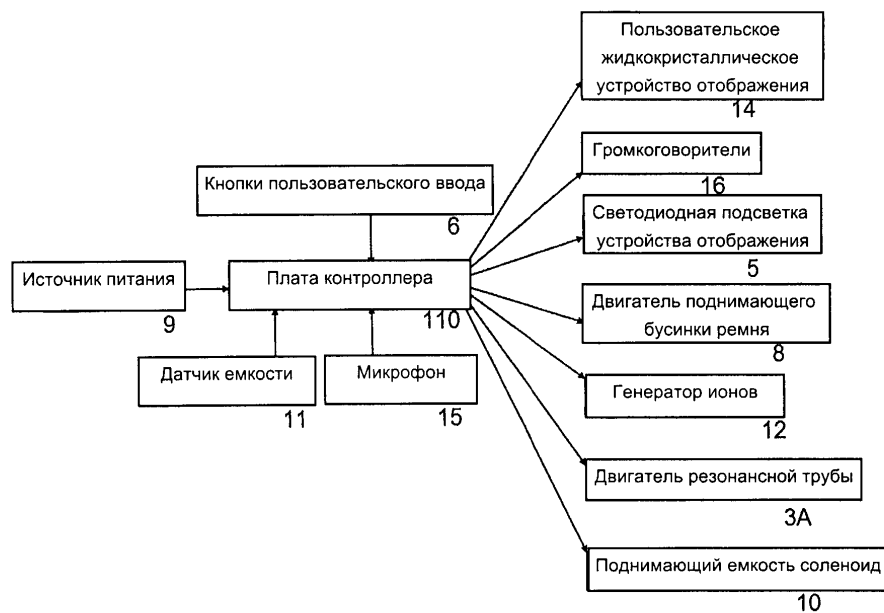 Пользовательское
жидкокристаллическое
устройство отображения
14
Громкоговорители
16
Кнопки пользовательского ввода
6
Светодиодная подсветка
устройства отображения
5
Источник питания
9
Плата контроллера
110
Двигатель поднимающего
бусинки ремня
8
Датчик емкости
11
Микрофон
15
Генератор ионов
12
Двигатель резонансной трубы
3А
Поднимающий емкость соленоид
10